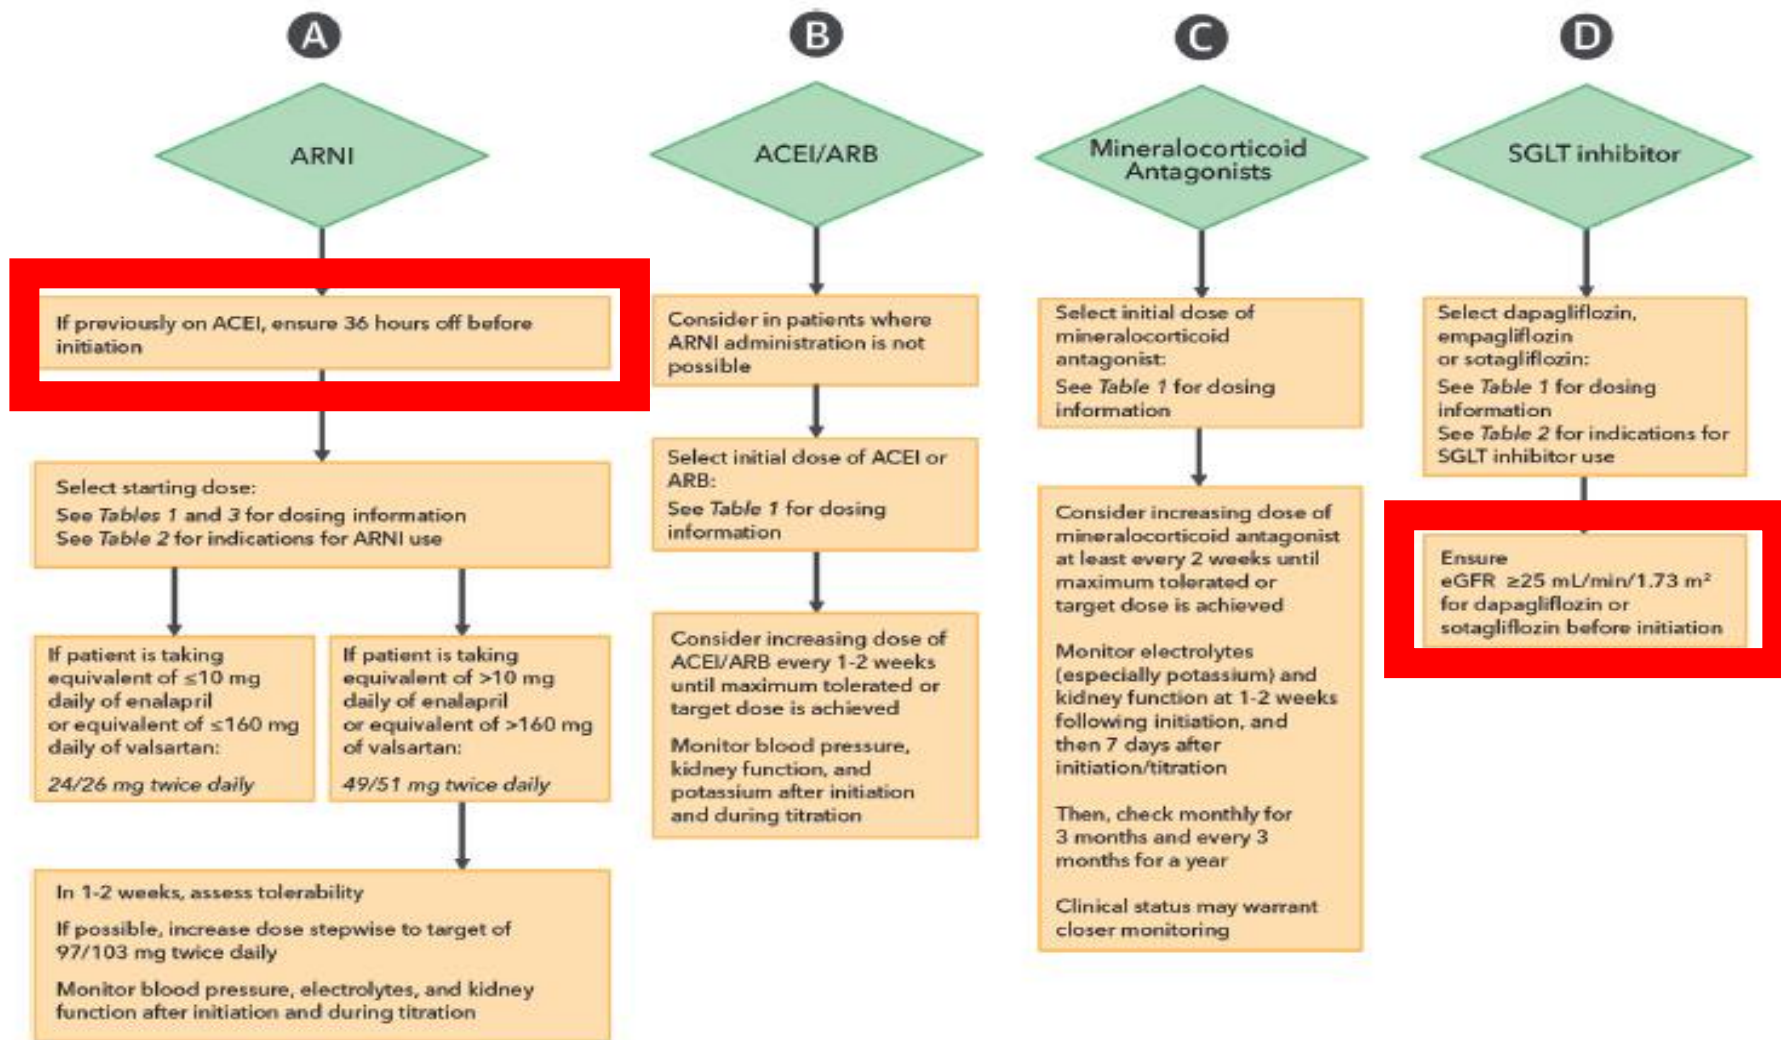 A
ARNI
If previously on ACEI, ensure 36 hours off before
initiation
Select starting dose:
See Tables 1 and 3 for dosing information
See Table 2 for indications for ARNI use
If patient is taking
equivalent of ≤10 mg
daily of enalapril
or equivalent of ≤160 mg
daily of valsartan:
24/26 mg twice daily
If patient is taking
equivalent of >10 mg
daily of enalapril
or equivalent of >160 mg
of valsartan:
49/51 mg twice daily
In 1-2 weeks, assess tolerability
If possible, increase dose stepwise to target of
97/103 mg twice daily
Monitor blood pressure, electrolytes, and kidney
function after initiation and during titration
B
ACEI/ARB
Consider in patients where
ARNI administration is not
possible
Select initial dose of ACEI or
ARB:
See Table 1 for dosing
information
Consider increasing dose of
ACEI/ARB every 1-2 weeks
until maximum tolerated or
target dose is achieved
Monitor blood pressure,
kidney function, and
potassium after initiation
and during titration
C
Mineralocorticoid
Antagonists
Select initial dose of
mineralocorticoid
antagonist:
See Table 1 for dosing
information
Consider increasing dose of
mineralocorticoid antagonist
at least every 2 weeks until
maximum tolerated or
target dose is achieved
Monitor electrolytes
(especially potassium) and
kidney function at 1-2 weeks
following initiation, and
then 7 days after
initiation/titration
Then, check monthly for
3 months and every 3
months for a year
Clinical status may warrant
closer monitoring
D
SGLT inhibitor
Select dapagliflozin,
empagliflozin
or sotagliflozin:
See Table 1 for dosing
information
See Table 2 for indications for
SGLT inhibitor use
Ensure
eGFR ≥25 mL/min/1.73 m²
for dapagliflozin or
sotagliflozin before initiation